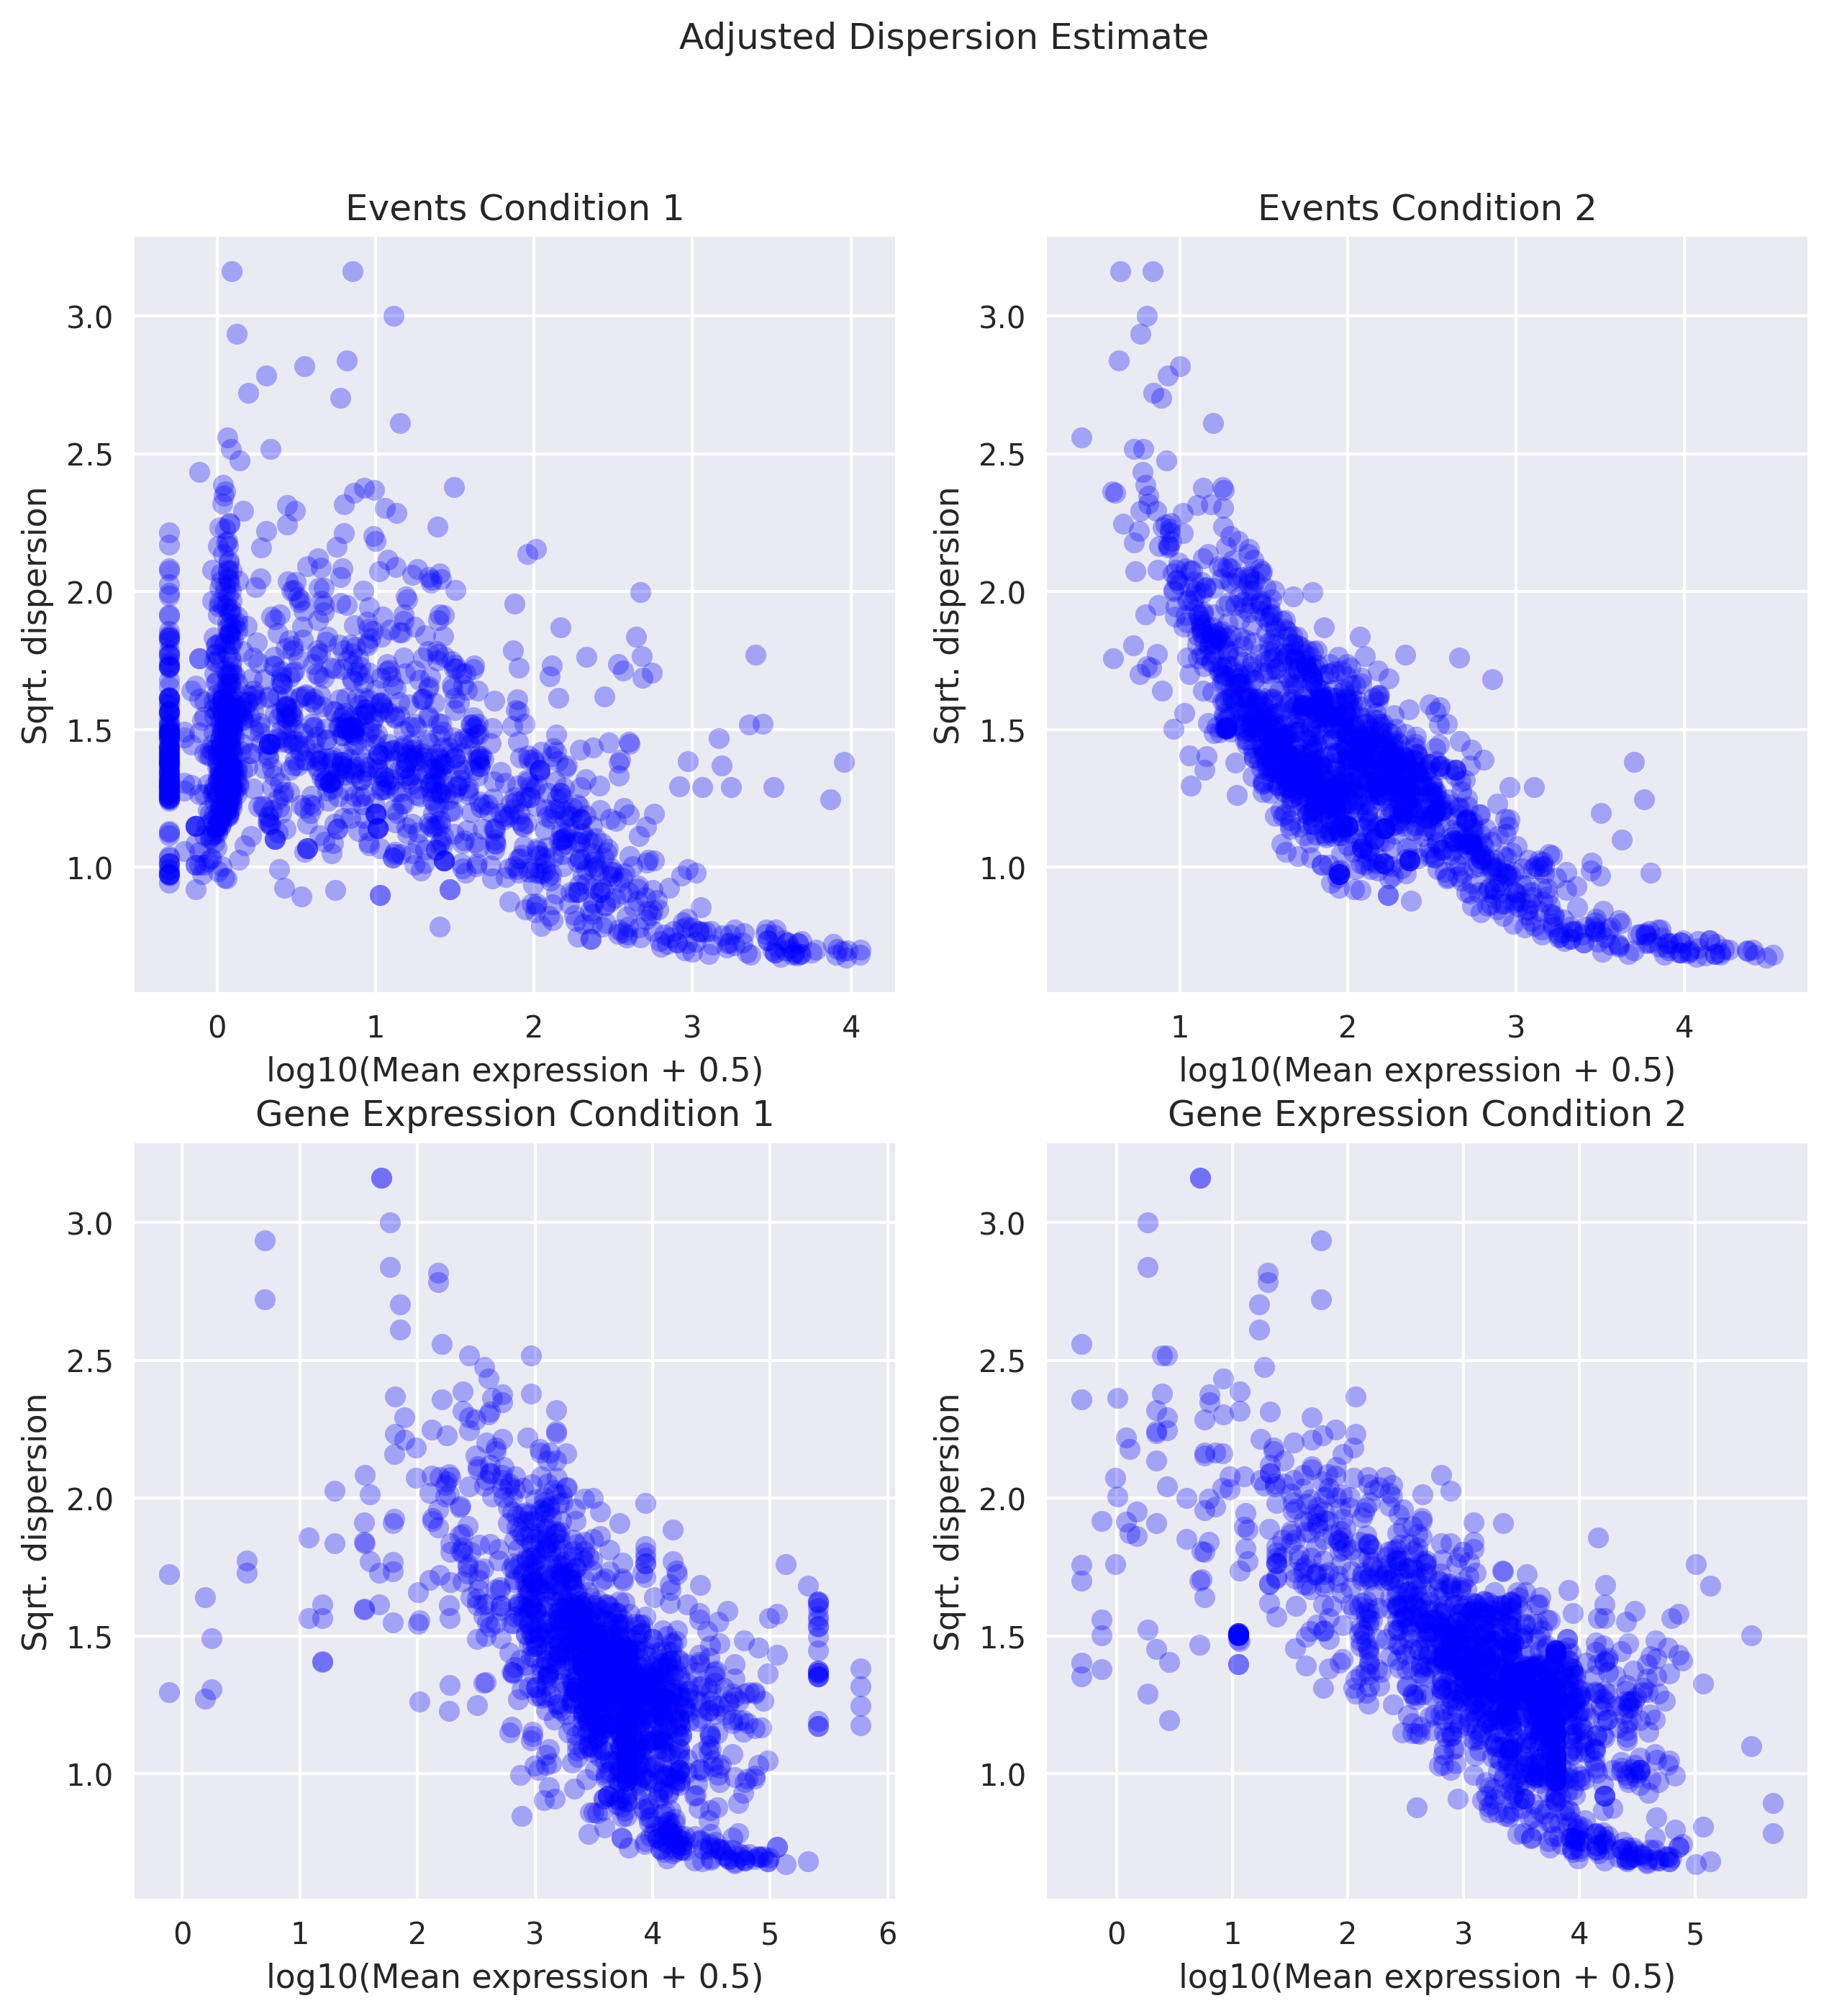 Adjusted Dispersion Estimate
Events Condition 1
Sqrt. dispersion
3.0
2.5
2.0
1.5
1.0
0 1 2 3 4
log10(Mean expression + 0.5)
Events Condition 2
Sqrt. dispersion
3.0
2.5
2.0
1.5
1.0
1 2 3 4
log10(Mean expression + 0.5)
Gene Expression Condition 1
Sqrt. dispersion
3.0
2.5
2.0
1.5
1.0
0 1 2 3 4 5 6
log10(Mean expression + 0.5)
Gene Expression Condition 2
Sqrt. dispersion
3.0
2.5
2.0
1.5
1.0
0 1 2 3 4 5
log10(Mean expression + 0.5)